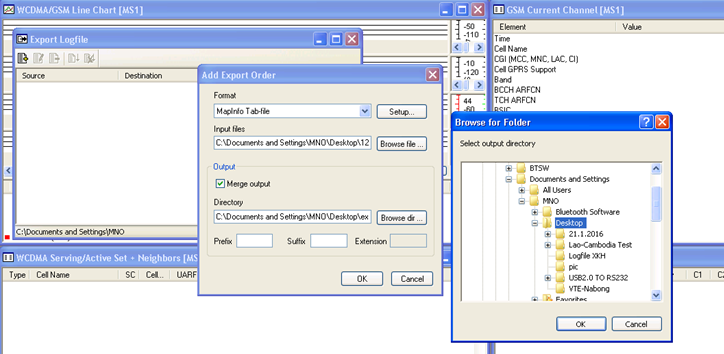 WCDMA/GSM Line Chart [MS1]
-50
-110
-10
-120
44
-60
Export Logfile
Source Destination
C:\Documents and Settings\MNO
Add Export Order
Format
MapInfo Tab-file
Setup...
Input files
C:\Documents and Settings\MNO\Desktop\12
Browse file ...
Output
Merge output
Directory
C:\Documents and Settings\MNO\Desktop\ex
Browse dir ...
Prefix Suffix Extension
OK Cancel
GSM Current Channel [MS1]
Element Value
Time
Cell Name
CGI (MCC, MNC, LAC, CI)
Cell GPRS Support
Band
BCCH ARFCN
TCH ARFCN
BSIC
Browse for Folder
Select output directory
BTSW
Documents and Settings
All Users
MNO
Bluetooth Software
Desktop
21.1.2016
Lao-Cambodia Test
Logfile XKH
pic
USB2.0 To RS232
VTE-Nabong
Favorites
OK Cancel
WCDMA Serving/Active Set + Neighbors [MS
Type Cell Name SC Cell... UARF
C1 C2